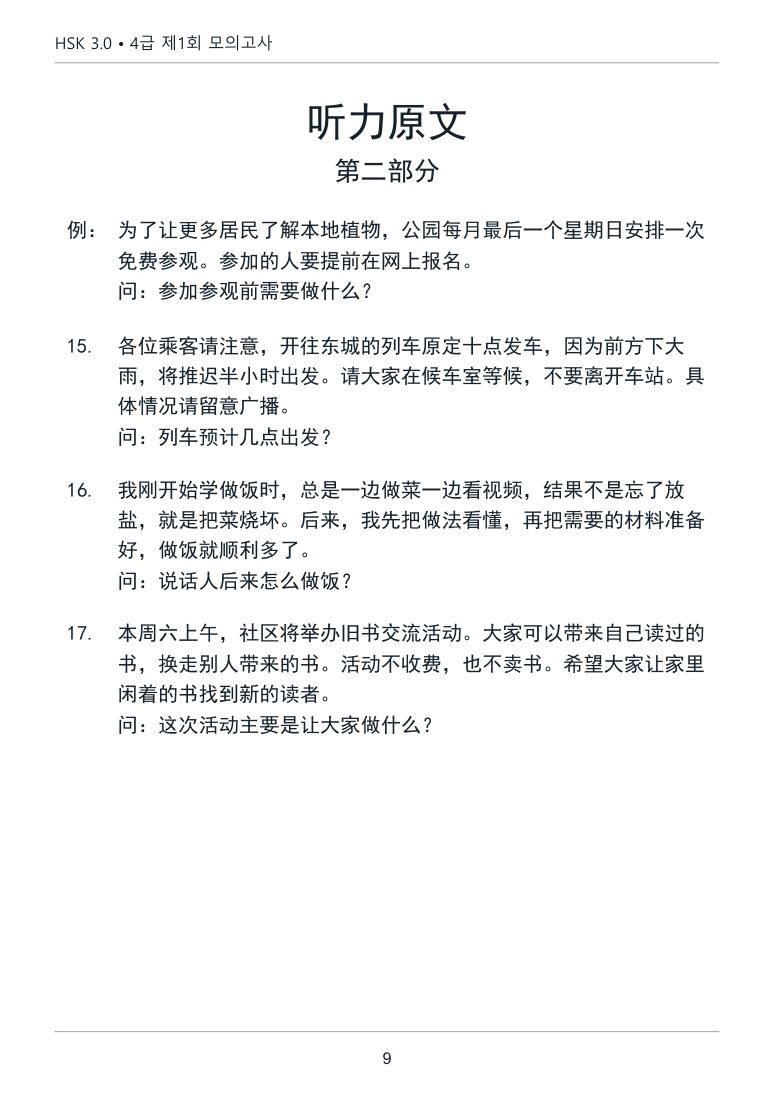 HSK 3.0 • 4급 제1회 모의고사
听力原文
第二部分
例： 为了让更多居民了解本地植物，公园每月最后一个星期日安排一次
免费参观。参加的人要提前在网上报名。
问：参加参观前需要做什么？
15. 各位乘客请注意，开往东城的列车原定十点发车，因为前方下大
雨，将推迟半小时出发。请大家在候车室等候，不要离开车站。具
体情况请留意广播。
问：列车预计几点出发？
16. 我刚开始学做饭时，总是一边做菜一边看视频，结果不是忘了放
盐，就是把菜烧坏。后来，我先把做法看懂，再把需要的材料准备
好，做饭就顺利多了。
问：说话人后来怎么做饭？
17. 本周六上午，社区将举办旧书交流活动。大家可以带来自己读过的
书，换走别人带来的书。活动不收费，也不卖书。希望大家让家里
闲着的书找到新的读者。
问：这次活动主要是让大家做什么？
9